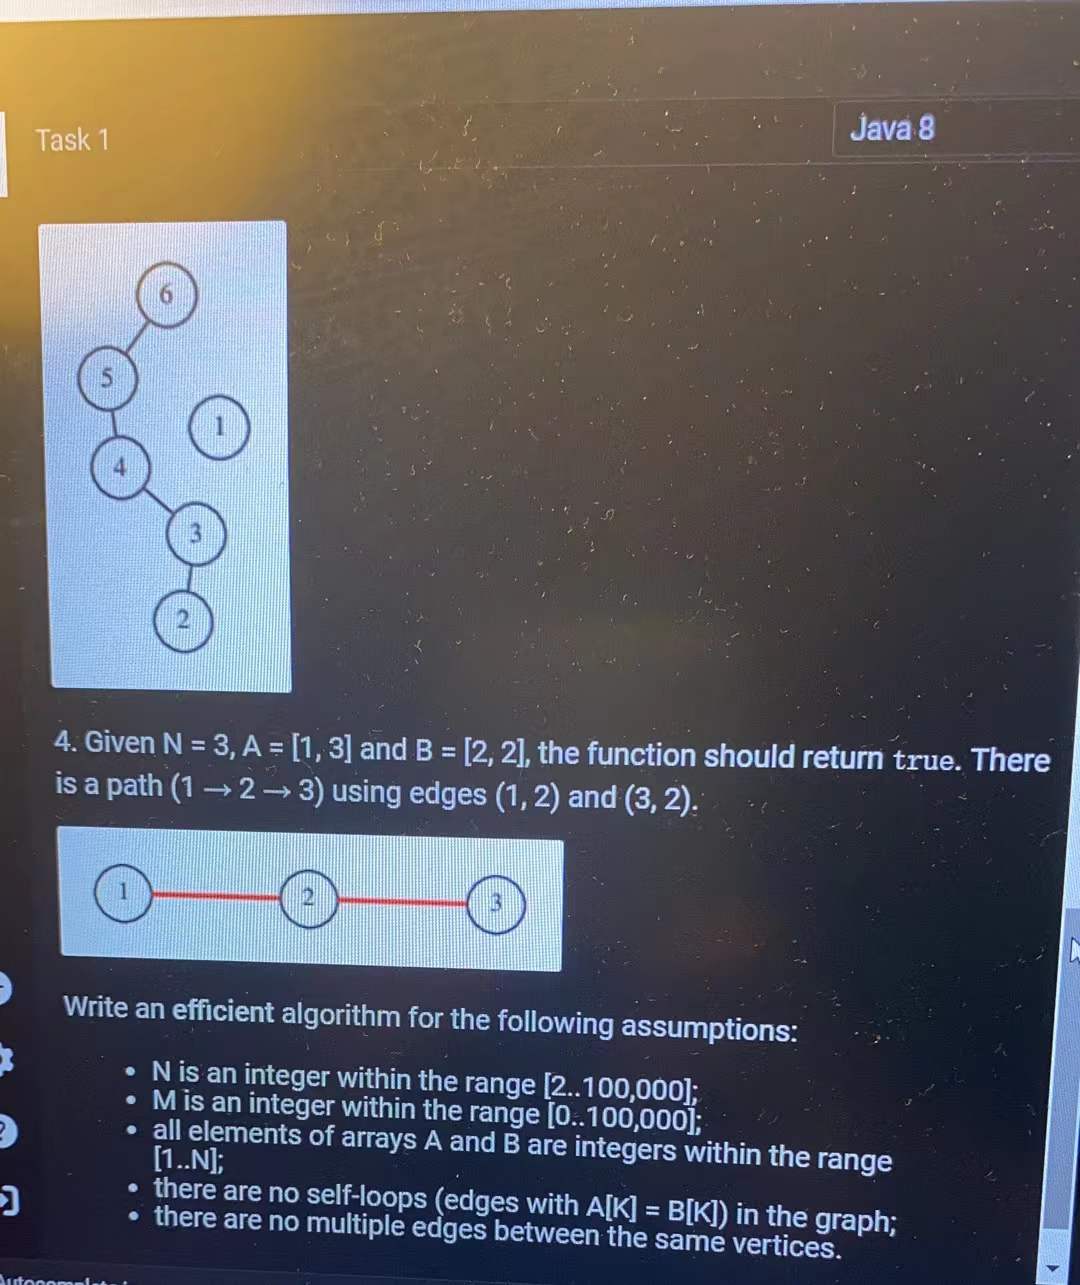 Task 1
Java 8
6
5
1
4
3
2
4. Given N = 3, A = [1, 3] and B = [2, 2], the function should return true. There
is a path (1 → 2 → 3) using edges (1, 2) and (3, 2).
1
2
3
Write an efficient algorithm for the following assumptions:
• N is an integer within the range [2..100,000];
• M is an integer within the range [0..100,000];
• all elements of arrays A and B are integers within the range
[1..N];
• there are no self-loops (edges with A[K] = B[K]) in the graph;
• there are no multiple edges between the same vertices.